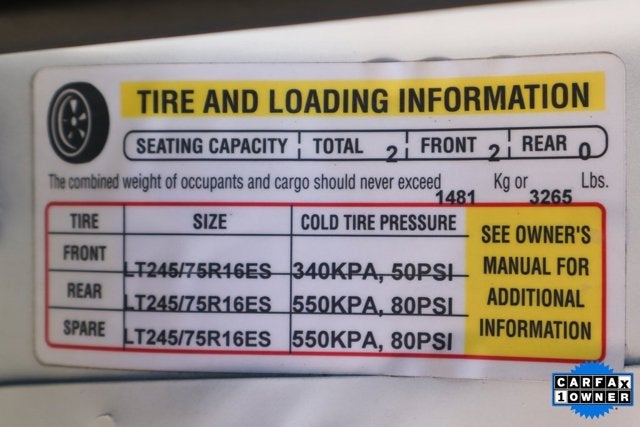 TIRE AND LOADING INFORMATION
SEATING CAPACITY TOTAL 2 FRONT 2 REAR 0
The combined weight of occupants and cargo should never exceed 1481 Kg or 3265 Lbs.
TIRE SIZE COLD TIRE PRESSURE
FRONT LT245/75R16ES 340KPA, 50PSI
REAR LT245/75R16ES 550KPA, 80PSI
SPARE LT245/75R16ES 550KPA, 80PSI
SEE OWNER'S
MANUAL FOR
ADDITIONAL
INFORMATION
CARFAX
1 OWNER